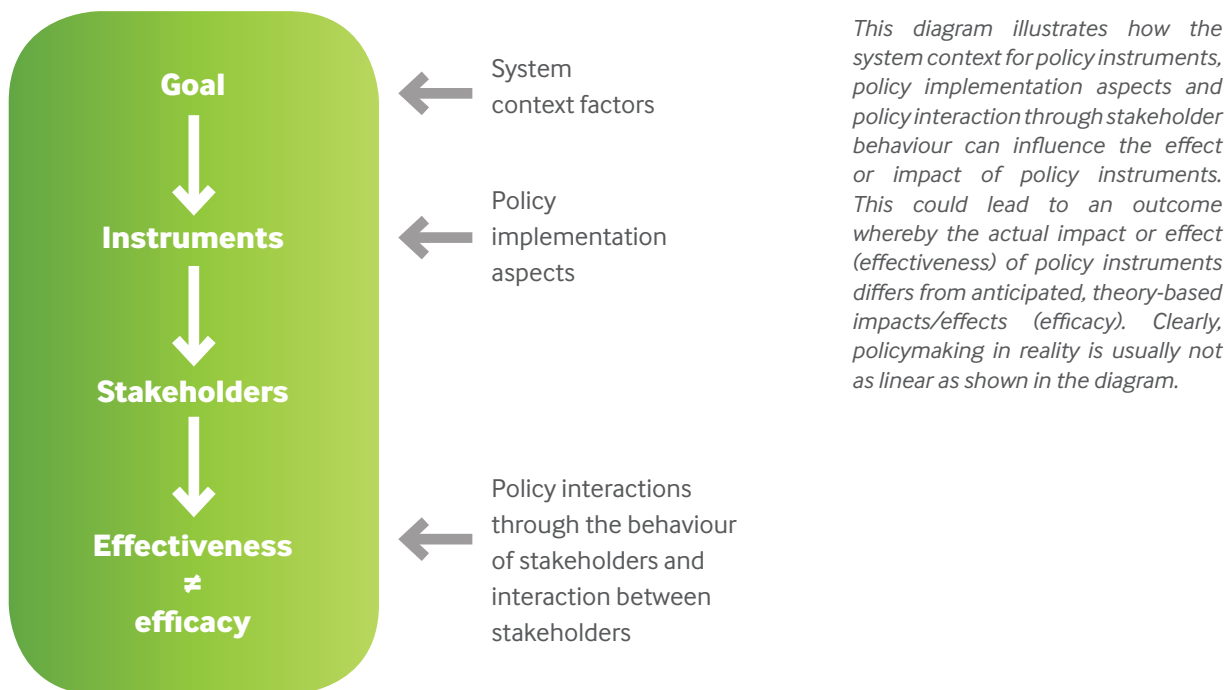 Goal
System
context factors
Instruments
Policy
implementation
aspects
Stakeholders
Effectiveness
≠
efficacy
Policy interactions
through the behaviour
of stakeholders and
interaction between
stakeholders
This diagram illustrates how the
system context for policy instruments,
policy implementation aspects and
policy interaction through stakeholder
behaviour can influence the effect
or impact of policy instruments.
This could lead to an outcome
whereby the actual impact or effect
(effectiveness) of policy instruments
differs from anticipated, theory-based
impacts/effects (efficacy). Clearly,
policymaking in reality is usually not
as linear as shown in the diagram.